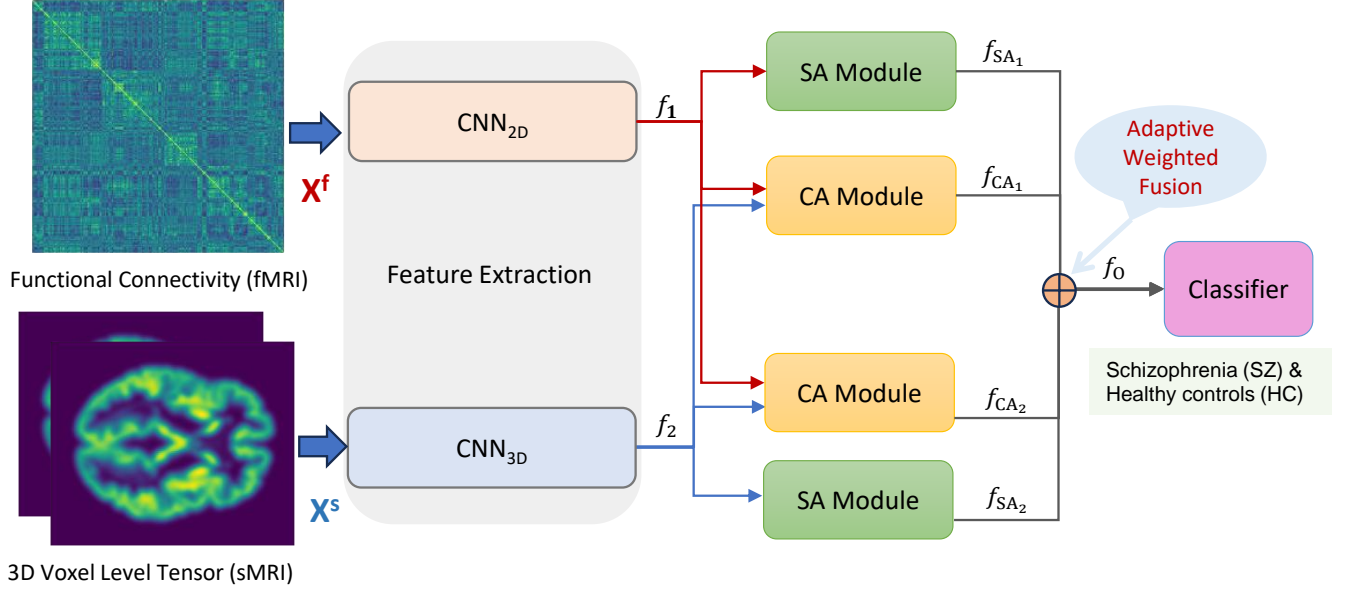 Functional Connectivity (fMRI)
X^f
3D Voxel Level Tensor (sMRI)
X^s
CNN_2D
Feature Extraction
CNN_3D
f_1
f_2
SA Module
CA Module
CA Module
SA Module
f_SA_1
f_CA_1
f_CA_2
f_SA_2
Adaptive
Weighted
Fusion
f_O
Classifier
Schizophrenia (SZ) &
Healthy controls (HC)